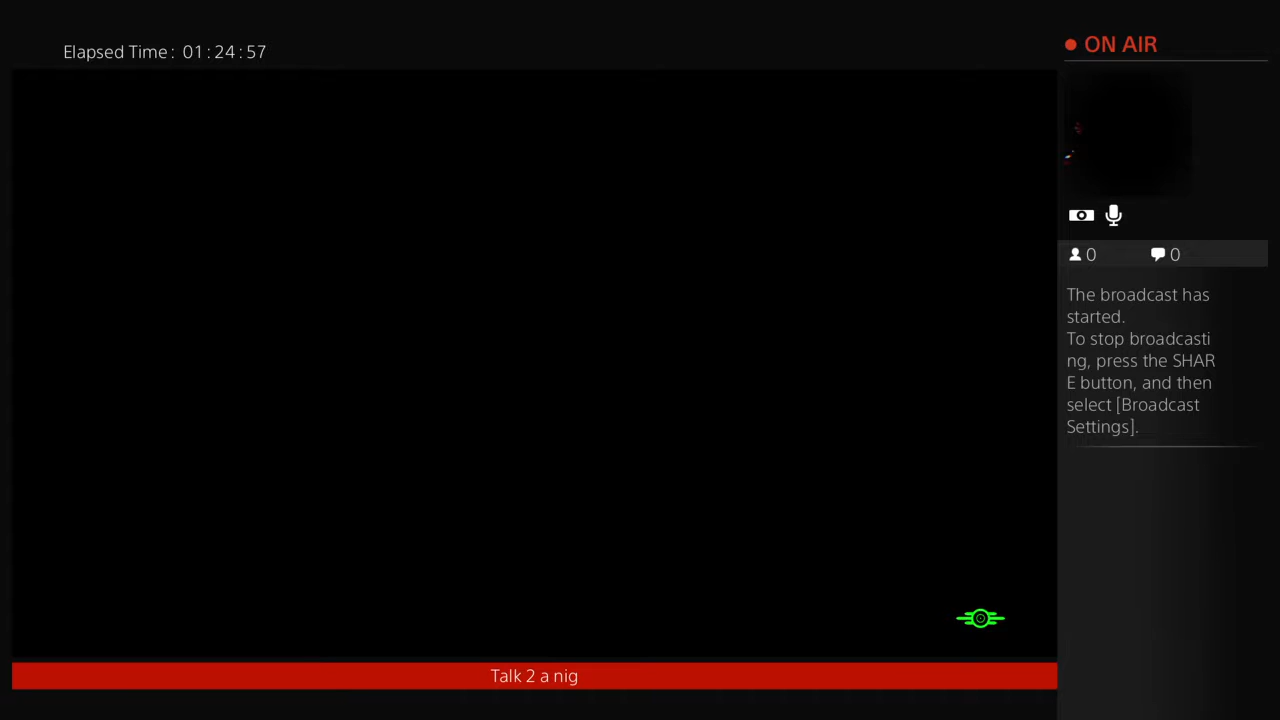 Elapsed Time: 01:24:57
ON AIR
0 0
The broadcast has
started.
To stop broadcasti
ng, press the SHAR
E button, and then
select [Broadcast
Settings].
Talk 2 a nig